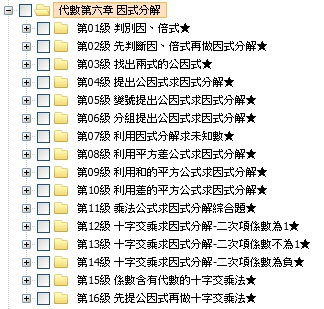 代數第六章 因式分解
第01級 判別因、倍式★
第02級 先判斷因、倍式再做因式分解★
第03級 找出兩式的公因式★
第04級 提出公因式求因式分解★
第05級 變號提出公因式求因式分解★
第06級 分組提出公因式求因式分解★
第07級 利用因式分解求未知數★
第08級 利用平方差公式求因式分解★
第09級 利用和的平方公式求因式分解★
第10級 利用差的平方公式求因式分解★
第11級 乘法公式求因式分解綜合題★
第12級 十字交乘求因式分解-二次項係數為1★
第13級 十字交乘求因式分解-二次項係數不為1★
第14級 十字交乘求因式分解-二次項係數為負★
第15級 係數含有代數的十字交乘法★
第16級 先提公因式再做十字交乘法★